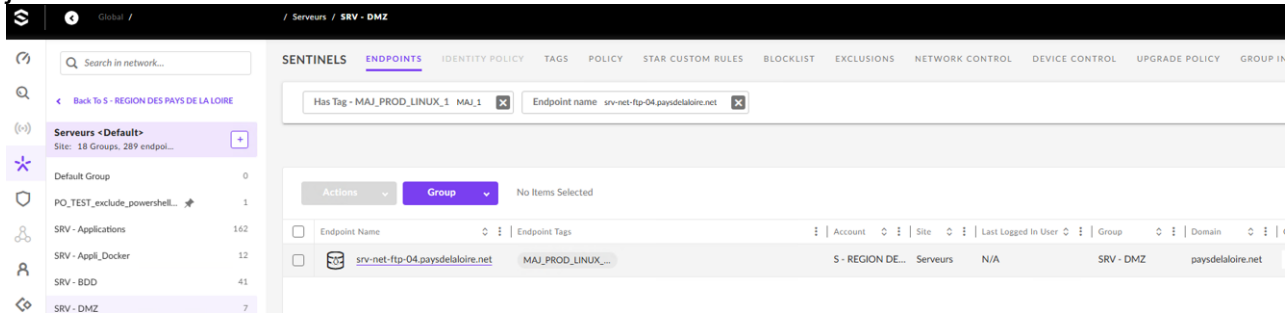 Global / / Serveurs / SRV - DMZ
Search in network...
SENTINELS ENDPOINTS IDENTITY POLICY TAGS POLICY STAR CUSTOM RULES BLOCKLIST EXCLUSIONS NETWORK CONTROL DEVICE CONTROL UPGRADE POLICY GROUP IN
Back To S - REGION DES PAYS DE LA LOIRE
Has Tag - MAJ_PROD_LINUX_1 MAJ_1 Endpoint name srv-net-ftp-04.paysdelaloire.net
Serveurs <Default>
Site: 18 Groups, 289 endpoi...
Default Group 0
PO_TEST_exclude_powershell... 1
SRV - Applications 162
SRV - Appli_Docker 12
SRV - BDD 41
SRV - DMZ 7
Actions Group No Items Selected
Endpoint Name Endpoint Tags Account Site Last Logged In User Group Domain
srv-net-ftp-04.paysdelaloire.net MAJ_PROD_LINUX_... S - REGION DE... Serveurs N/A SRV - DMZ paysdelaloire.net